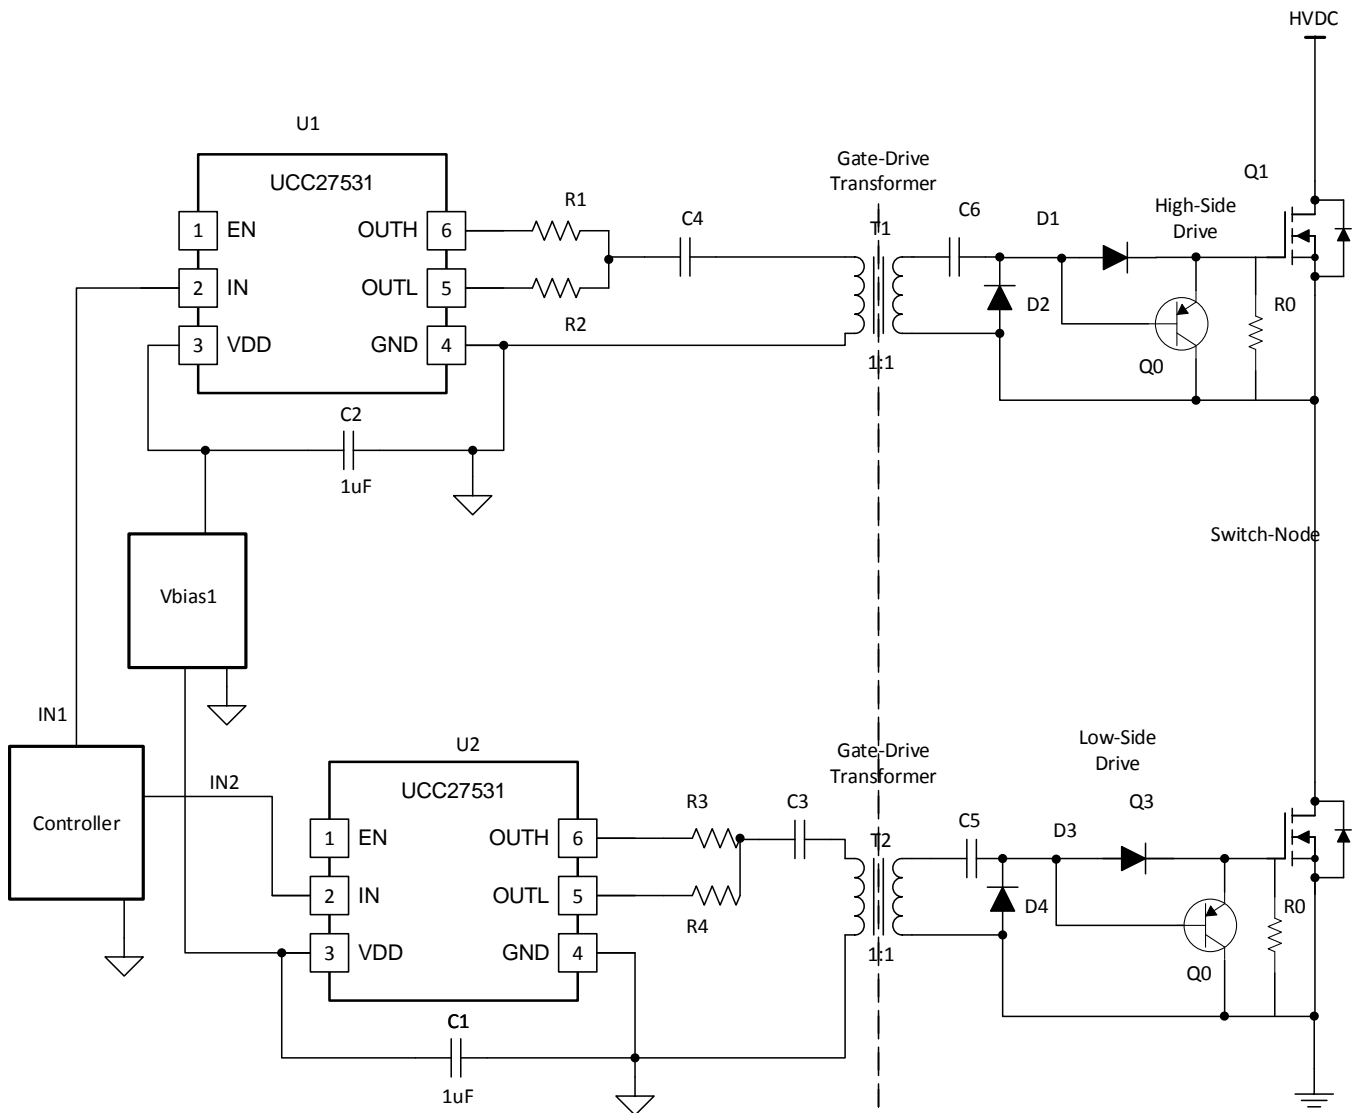 HVDC
U1
UCC27531
1 EN
OUTH 6
2 IN
OUTL 5
3 VDD
GND 4
R1
R2
C4
Gate-Drive
Transformer
T1
1:1
C6
D1
D2
High-Side
Drive
Q1
Q0
R0
C2
1uF
Switch-Node
Vbias1
IN1
IN2
Controller
U2
UCC27531
1 EN
OUTH 6
2 IN
OUTL 5
3 VDD
GND 4
R3
R4
C3
Gate-Drive
Transformer
T2
1:1
C5
D3
D4
Low-Side
Drive
Q3
Q0
R0
C1
1uF